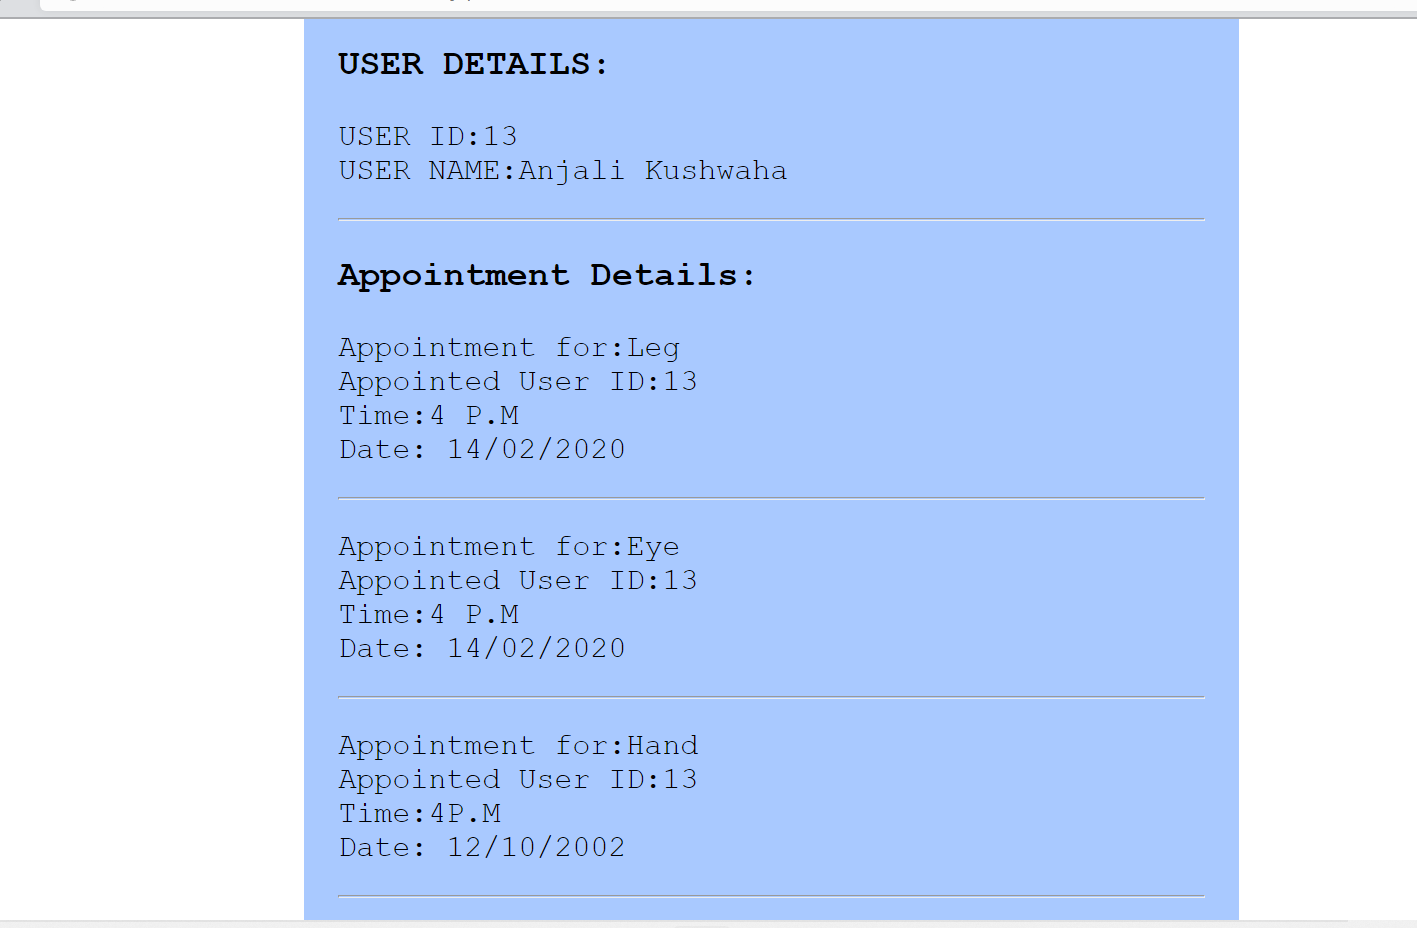 USER DETAILS:
USER ID:13
USER NAME:Anjali Kushwaha
Appointment Details:
Appointment for:Leg
Appointed User ID:13
Time:4 P.M
Date: 14/02/2020
Appointment for:Eye
Appointed User ID:13
Time:4 P.M
Date: 14/02/2020
Appointment for:Hand
Appointed User ID:13
Time:4P.M
Date: 12/10/2002